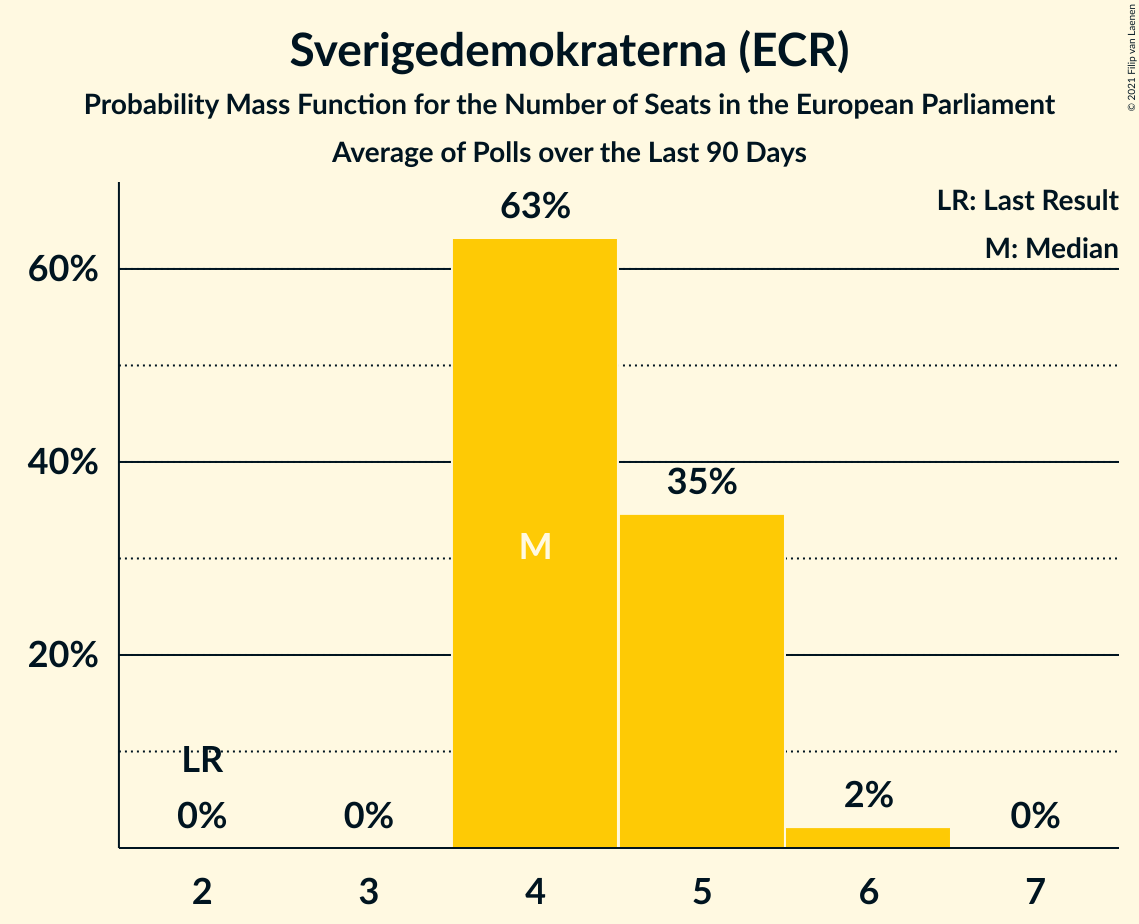 Sverigedemokraterna (ECR)
Probability Mass Function for the Number of Seats in the European Parliament
Average of Polls over the Last 90 Days
© 2021 Filip van Laenen
LR: Last Result
M: Median
63%
60%
40%
35%
M
20%
LR
0%
0%
2%
0%
2
3
4
5
6
7